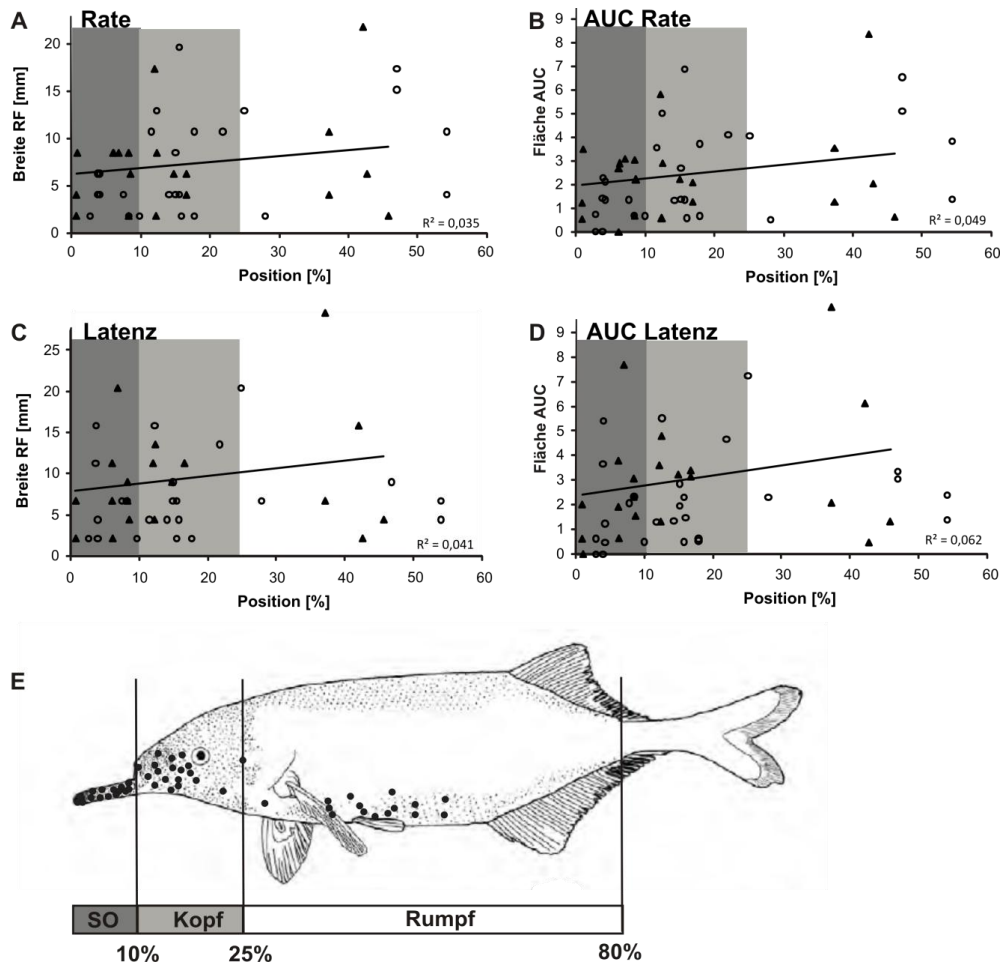 A Rate
Breite RF [mm]
20
15
10
5
0
0 10 20 30 40 50 60
R² = 0,035
Position [%]
B AUC Rate
Fläche AUC
9
8
7
6
5
4
3
2
1
0
0 10 20 30 40 50 60
R² = 0,049
Position [%]
C Latenz
Breite RF [mm]
25
20
15
10
5
0
0 10 20 30 40 50 60
R² = 0,041
Position [%]
D AUC Latenz
Fläche AUC
9
8
7
6
5
4
3
2
1
0
0 10 20 30 40 50 60
R² = 0,062
Position [%]
E
SO Kopf Rumpf
10% 25% 80%